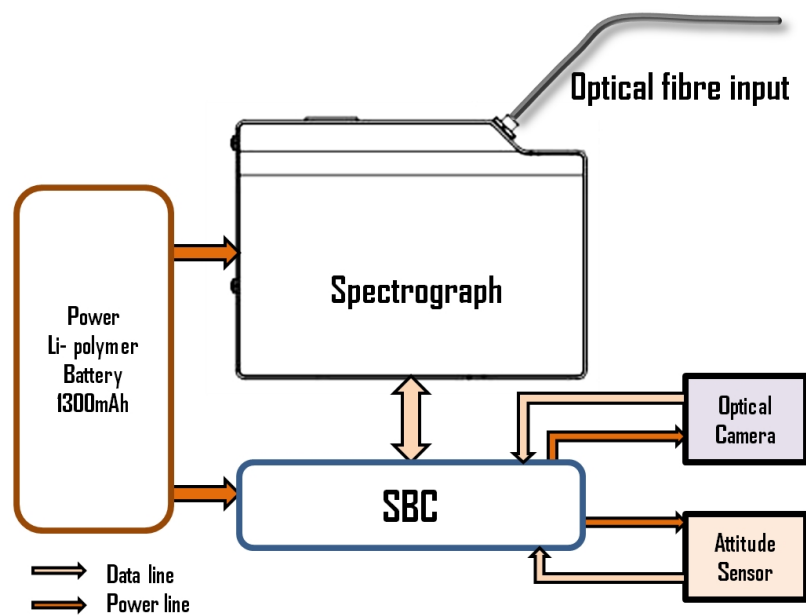 Optical fibre input
Spectrograph
Power
Li- polymer
Battery
1300mAh
Optical
Camera
SBC
Attitude
Sensor
Data line
Power line